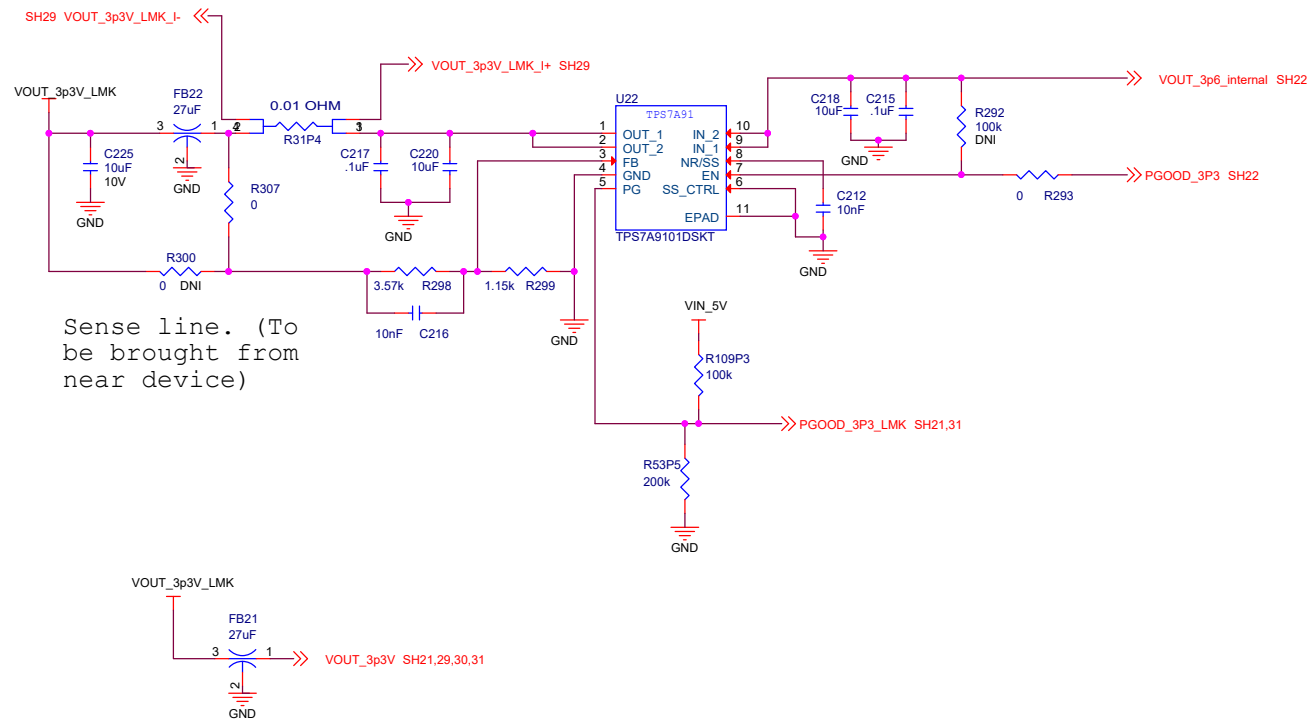 SH29 VOUT_3p3V_LMK_I-
VOUT_3p3V_LMK_I+ SH29
VOUT_3p3V_LMK
FB22
27uF
3
1
2
GND
0.01 OHM
R31P4
C225
10uF
10V
GND
R307
0
C217
.1uF
C220
10uF
GND
R300
0 DNI
3.57k R298
10nF C216
1.15k R299
GND
Sense line. (To
be brought from
near device)
U22
TPS7A91
1 OUT_1
2 OUT_2
3 FB
4 GND
5 PG
IN_2 10
IN_1 9
NR/SS 8
EN 7
SS_CTRL 6
EPAD 11
TPS7A9101DSKT
C218
10uF
C215
.1uF
GND
R292
100k
DNI
VOUT_3p6_internal SH22
0 R293
PGOOD_3P3 SH22
C212
10nF
GND
VIN_5V
R109P3
100k
PGOOD_3P3_LMK SH21,31
R53P5
200k
GND
VOUT_3p3V_LMK
FB21
27uF
3
1
2
GND
VOUT_3p3V SH21,29,30,31